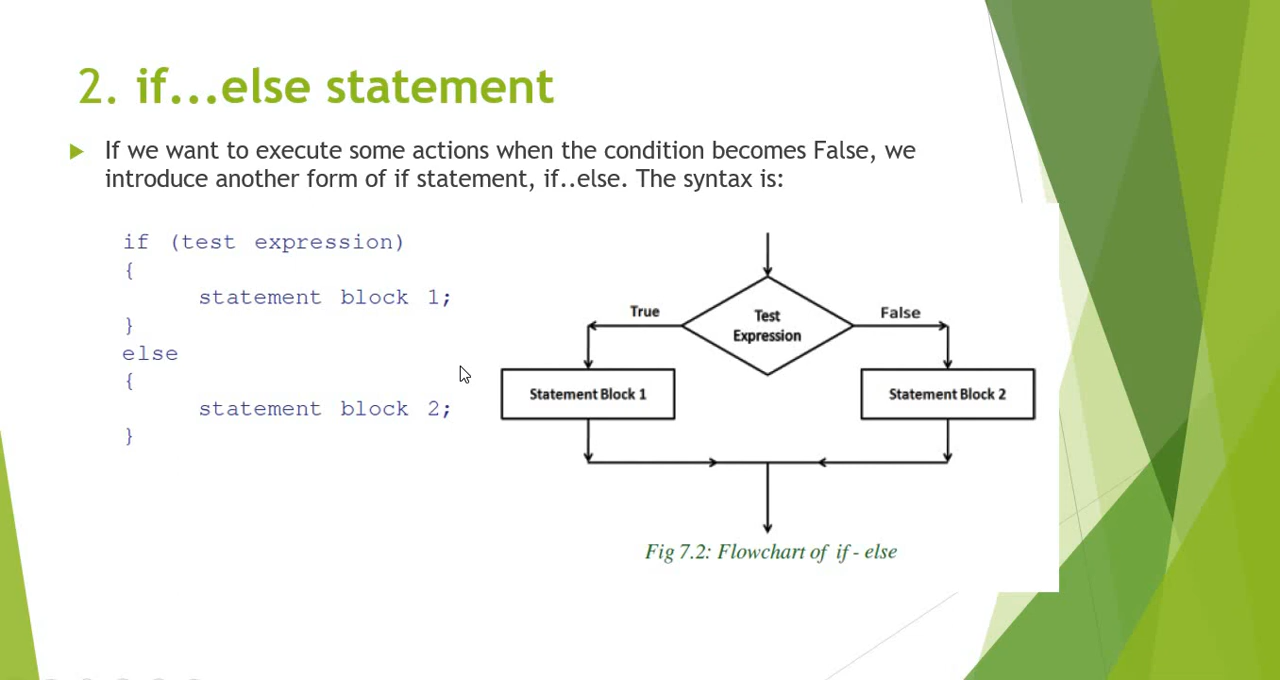 2. if...else statement
If we want to execute some actions when the condition becomes False, we
introduce another form of if statement, if..else. The syntax is:
if (test expression)
{
statement block 1;
}
else
{
statement block 2;
}
True
Test
Expression
False
Statement Block 1
Statement Block 2
Fig 7.2: Flowchart of if - else